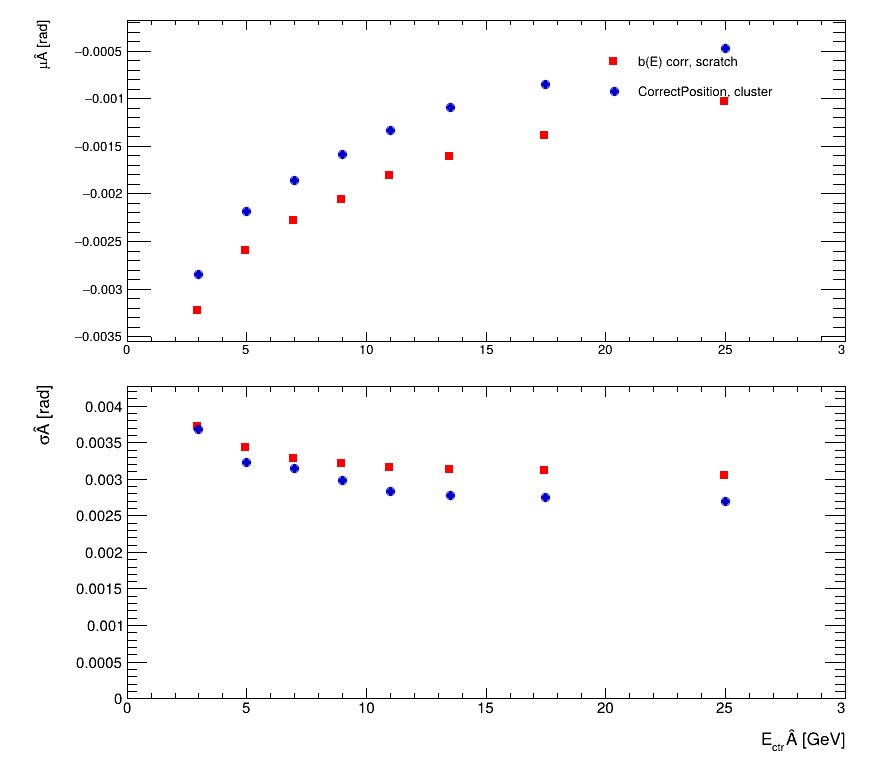 μÂ [rad]
−0.0005
−0.001
−0.0015
−0.002
−0.0025
−0.003
−0.0035
b(E) corr, scratch
CorrectPosition, cluster
0 5 10 15 20 25 3
σÂ [rad]
0.004
0.0035
0.003
0.0025
0.002
0.0015
0.001
0.0005
0
0 5 10 15 20 25 3
E_ctr Â [GeV]